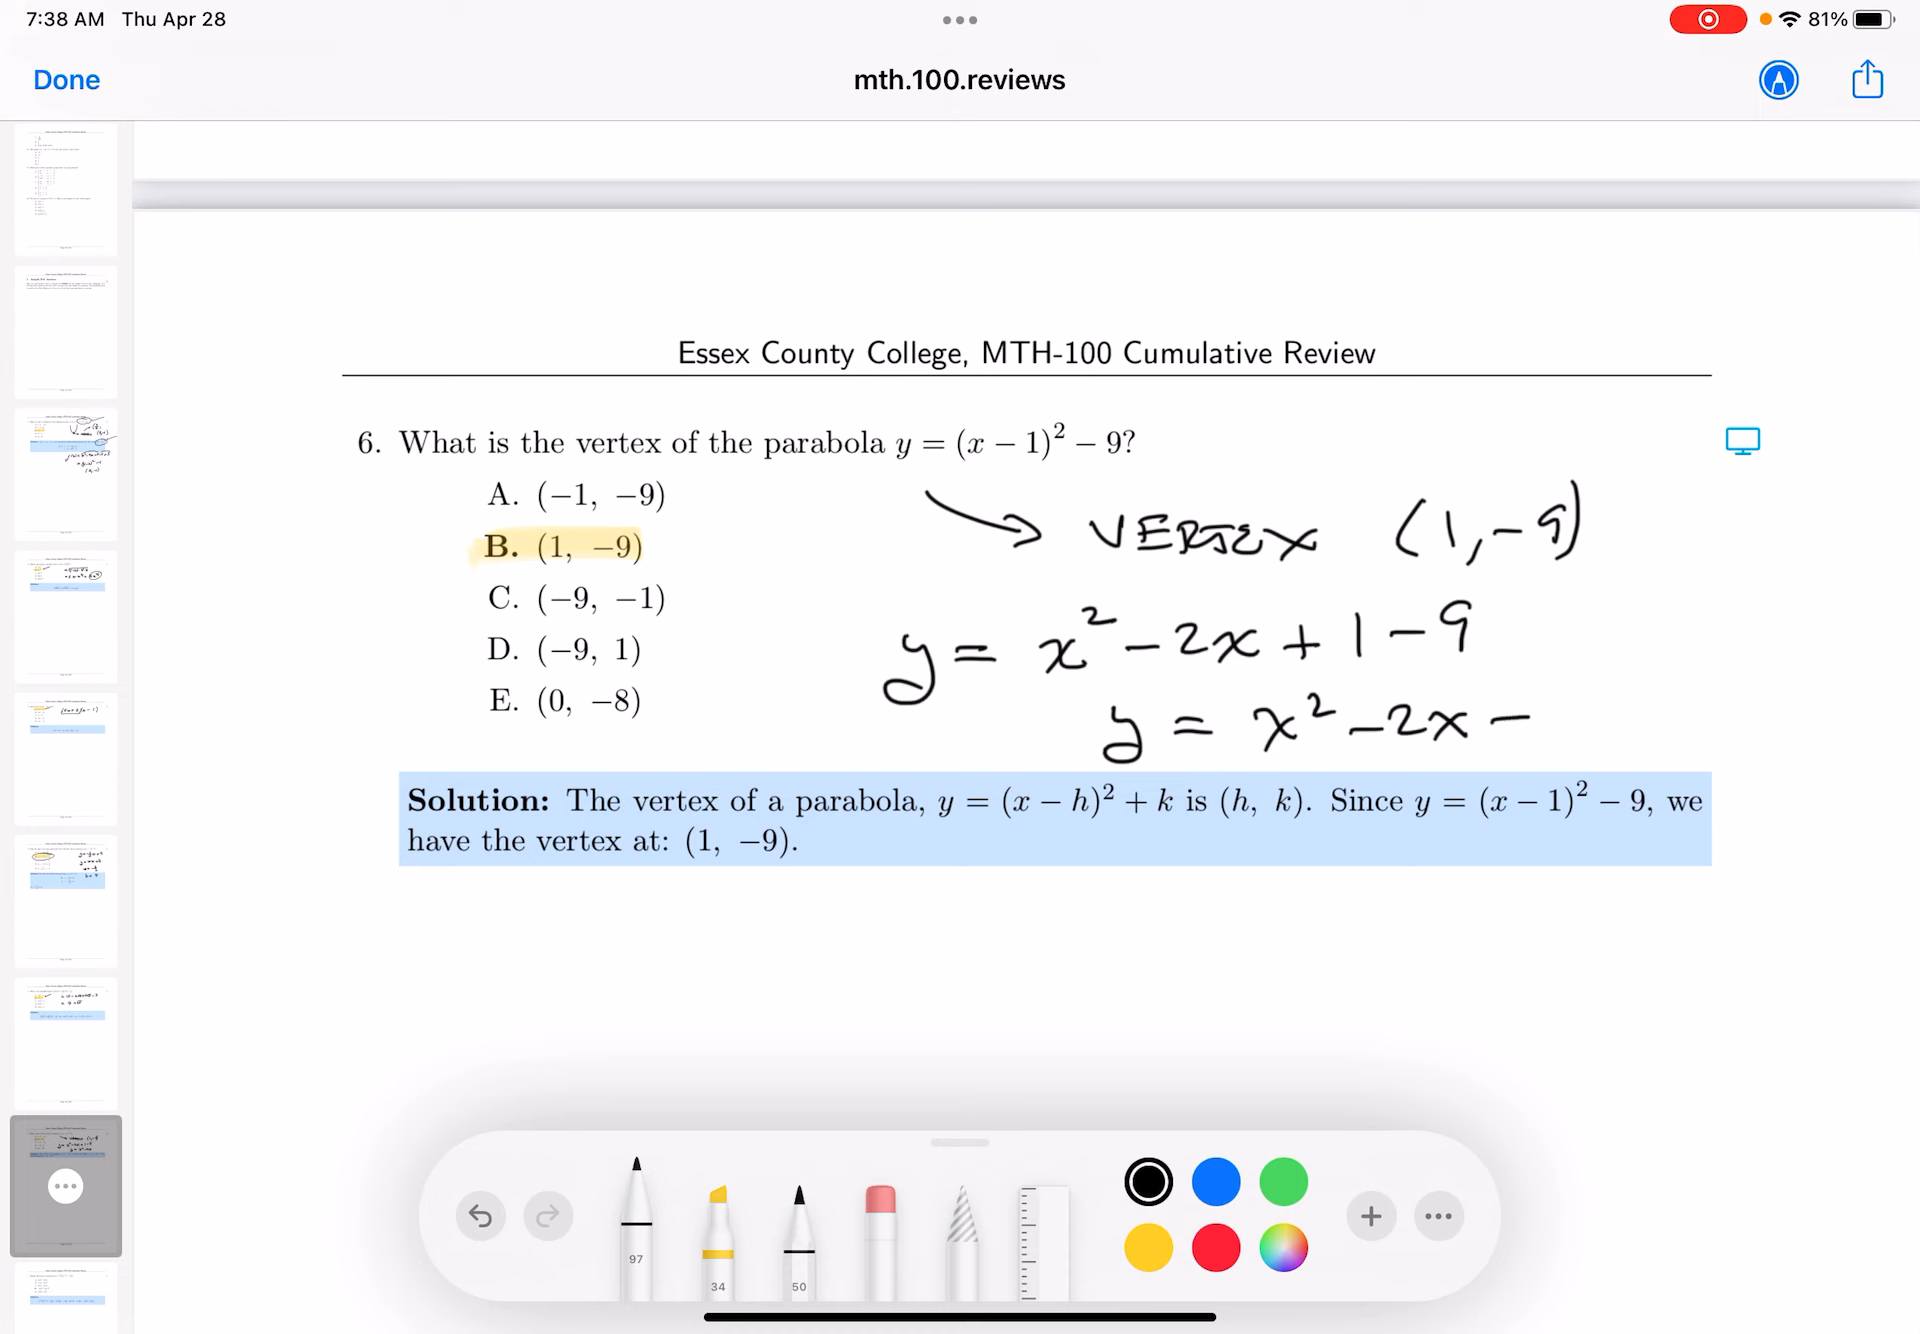 7:38 AM Thu Apr 28
81%
Done
mth.100.reviews
Essex County College, MTH-100 Cumulative Review
6. What is the vertex of the parabola y = (x − 1)² − 9?
A. (−1, −9)
B. (1, −9)
C. (−9, −1)
D. (−9, 1)
E. (0, −8)
VERTEX (1,-9)
y = x² - 2x + 1 - 9
y = x² - 2x -
Solution: The vertex of a parabola, y = (x − h)² + k is (h, k). Since y = (x − 1)² − 9, we
have the vertex at: (1, −9).
97
34
50